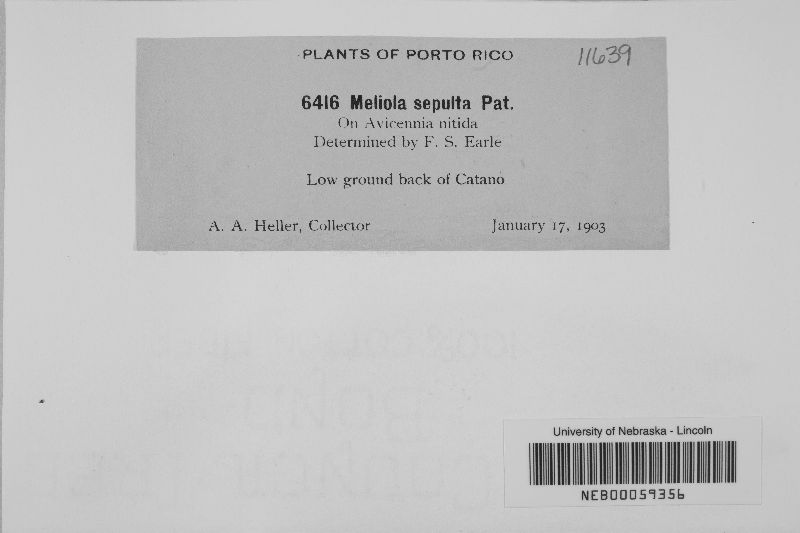 PLANTS OF PORTO RICO 11639
6416 Meliola sepulta Pat.
On Avicennia nitida
Determined by F. S. Earle
Low ground back of Catano
A. A. Heller, Collector January 17, 1903
University of Nebraska - Lincoln
NEB00059356